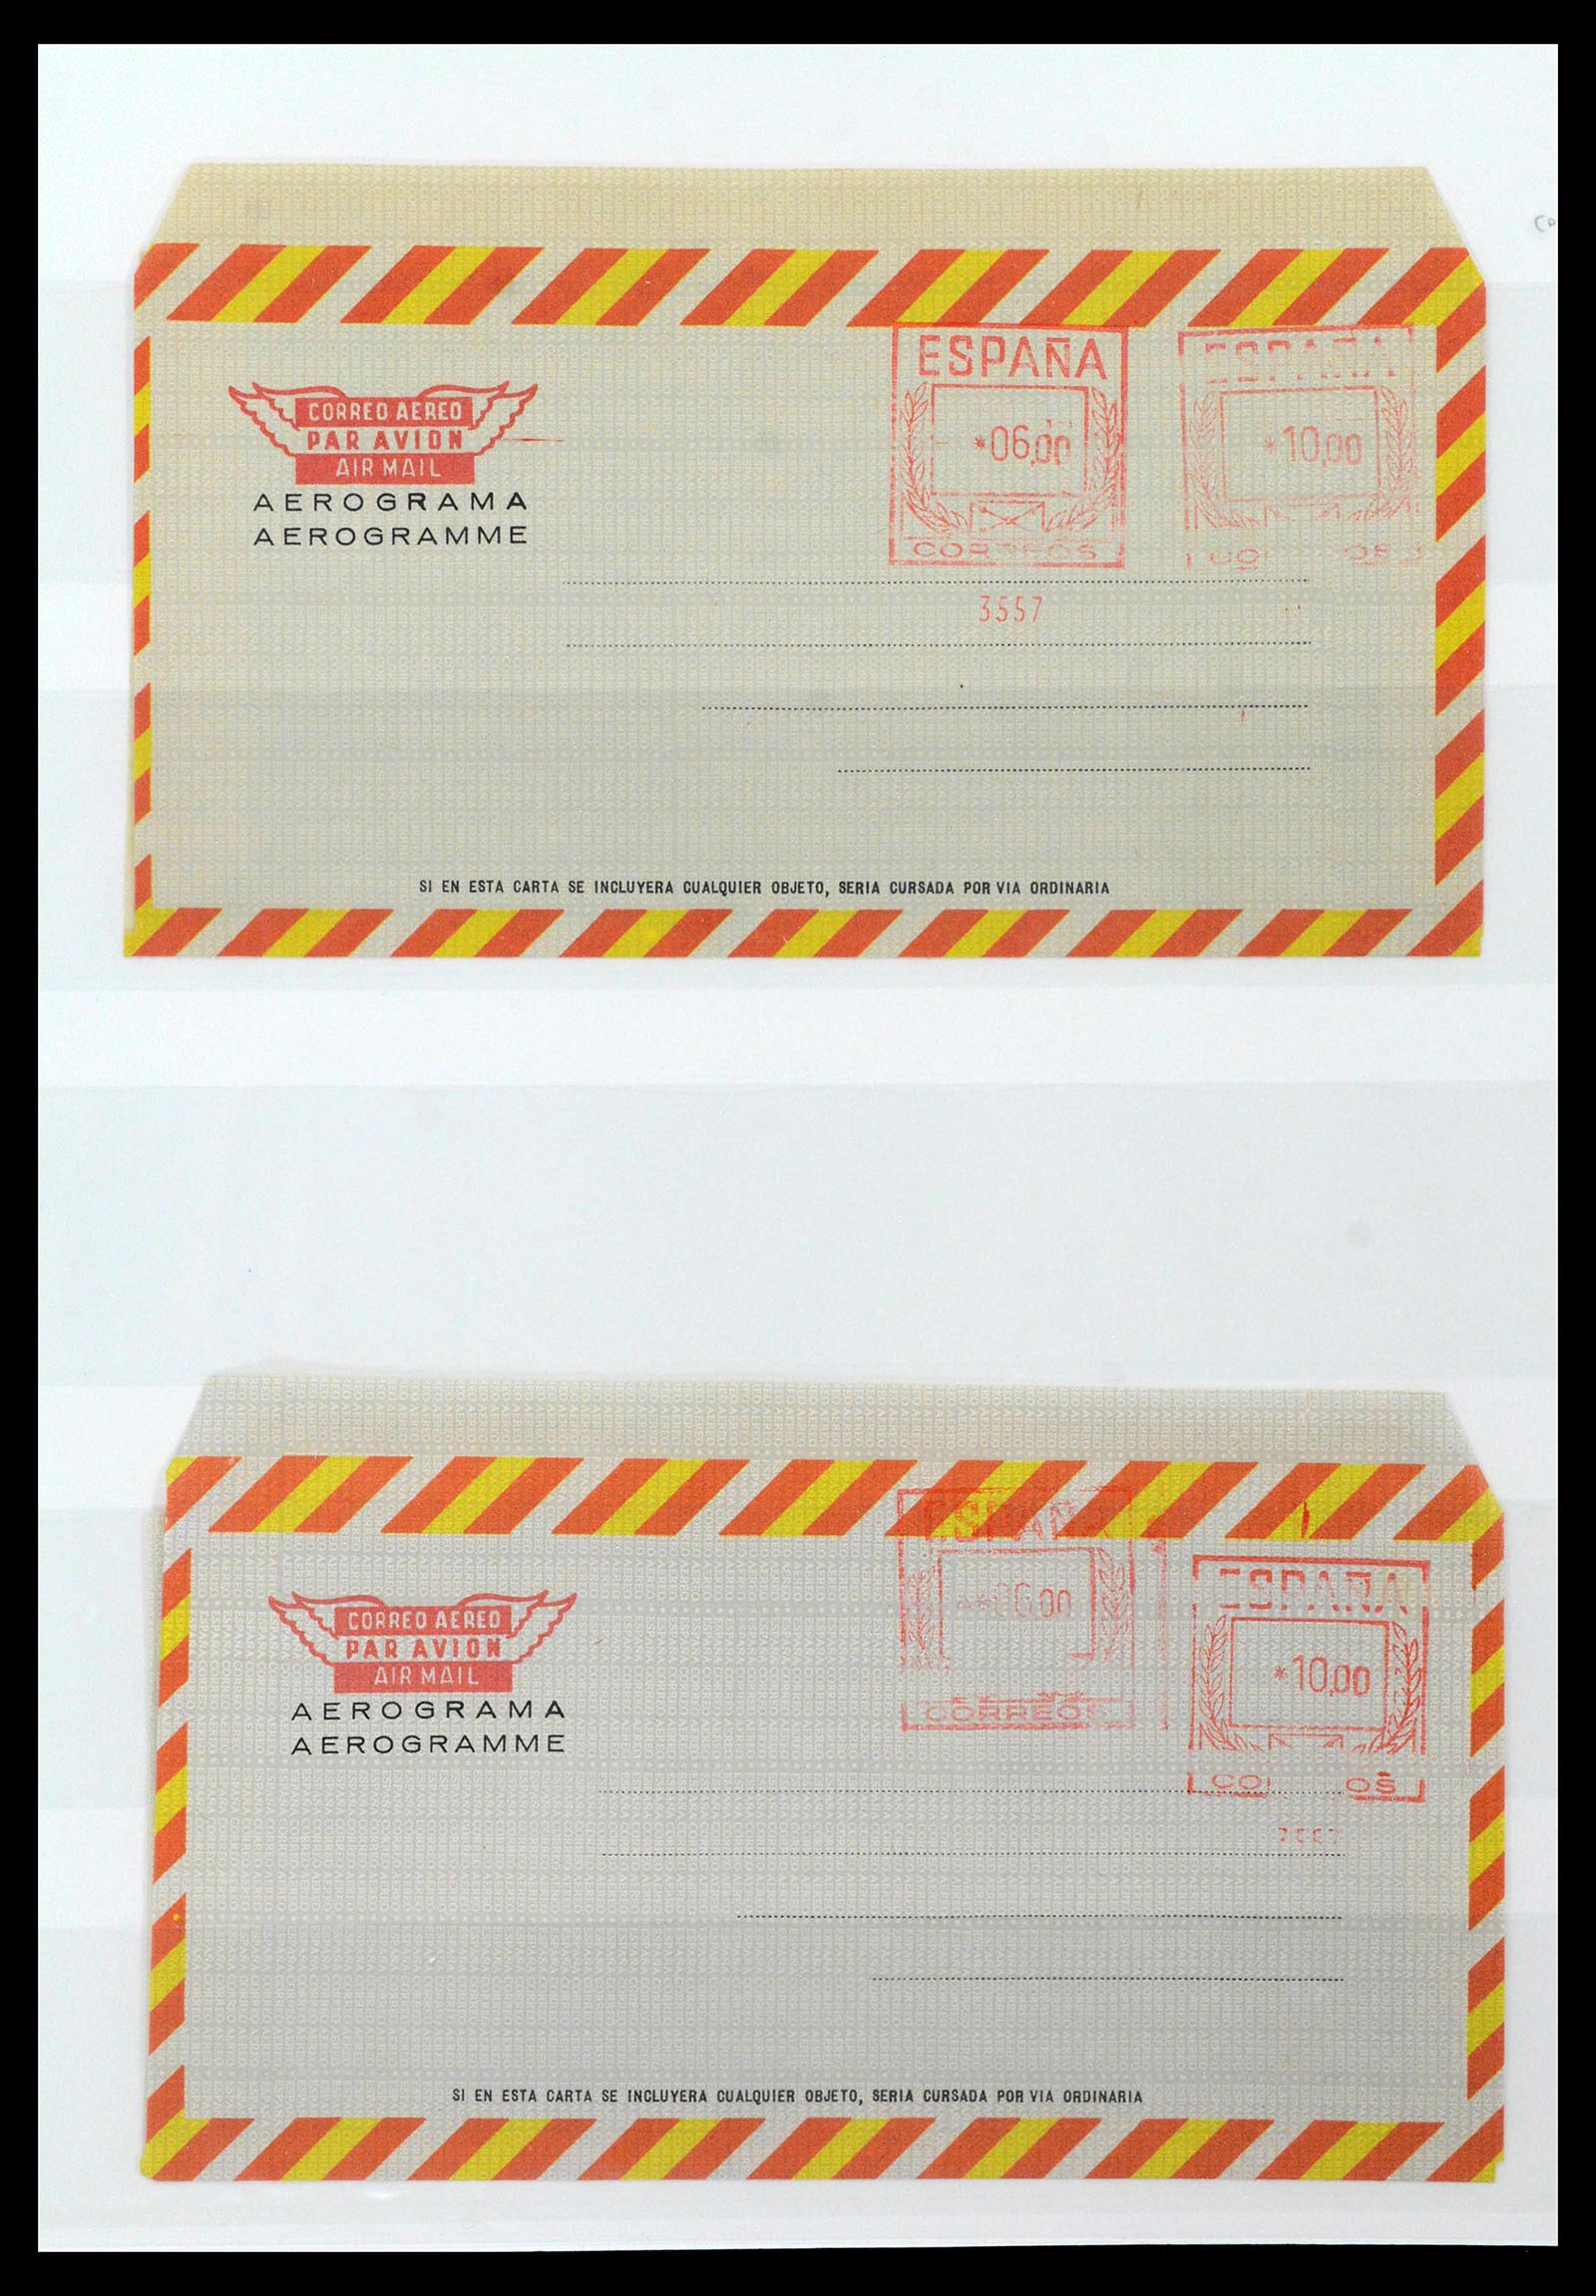 ESPAÑA
ESPAÑA
CORREO AEREO
PAR AVION
AIR MAIL
*06,00
*10,00
AEROGRAMA
AEROGRAMME
CORREOS
3557
SI EN ESTA CARTA SE INCLUYERA CUALQUIER OBJETO, SERIA CURSADA POR VIA ORDINARIA
ESPAÑA
ESPAÑA
CORREO AEREO
PAR AVION
AIR MAIL
*06,00
*10,00
AEROGRAMA
AEROGRAMME
CORREOS
SI EN ESTA CARTA SE INCLUYERA CUALQUIER OBJETO, SERIA CURSADA POR VIA ORDINARIA